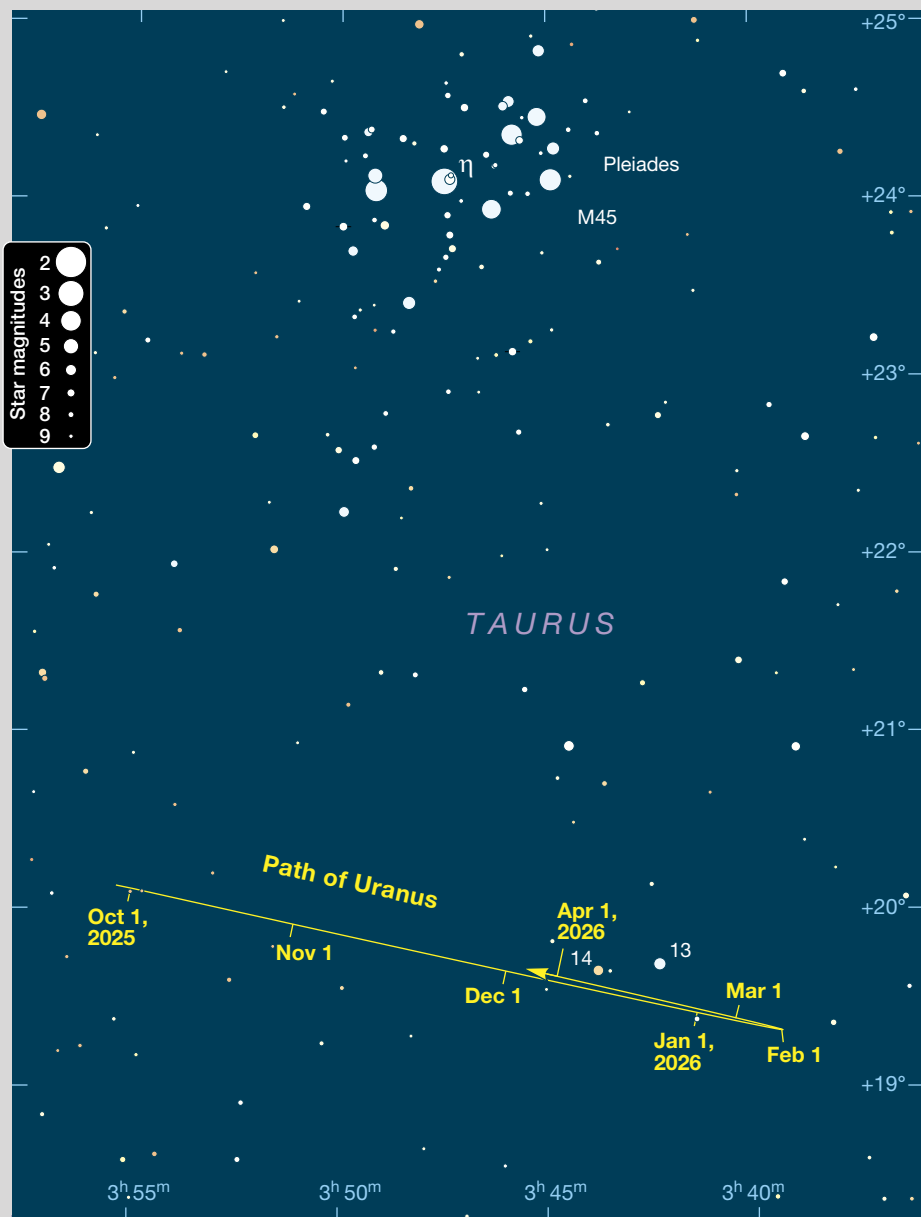 +25°
η
Pleiades
+24°
M45
Star magnitudes
2
3
4
5
6
7
8
9
+23°
+22°
TAURUS
+21°
Path of Uranus
+20°
Oct 1,
2025
Nov 1
Dec 1
Apr 1,
2026
14
13
Mar 1
Jan 1,
2026
Feb 1
+19°
3h 55m
3h 50m
3h 45m
3h 40m